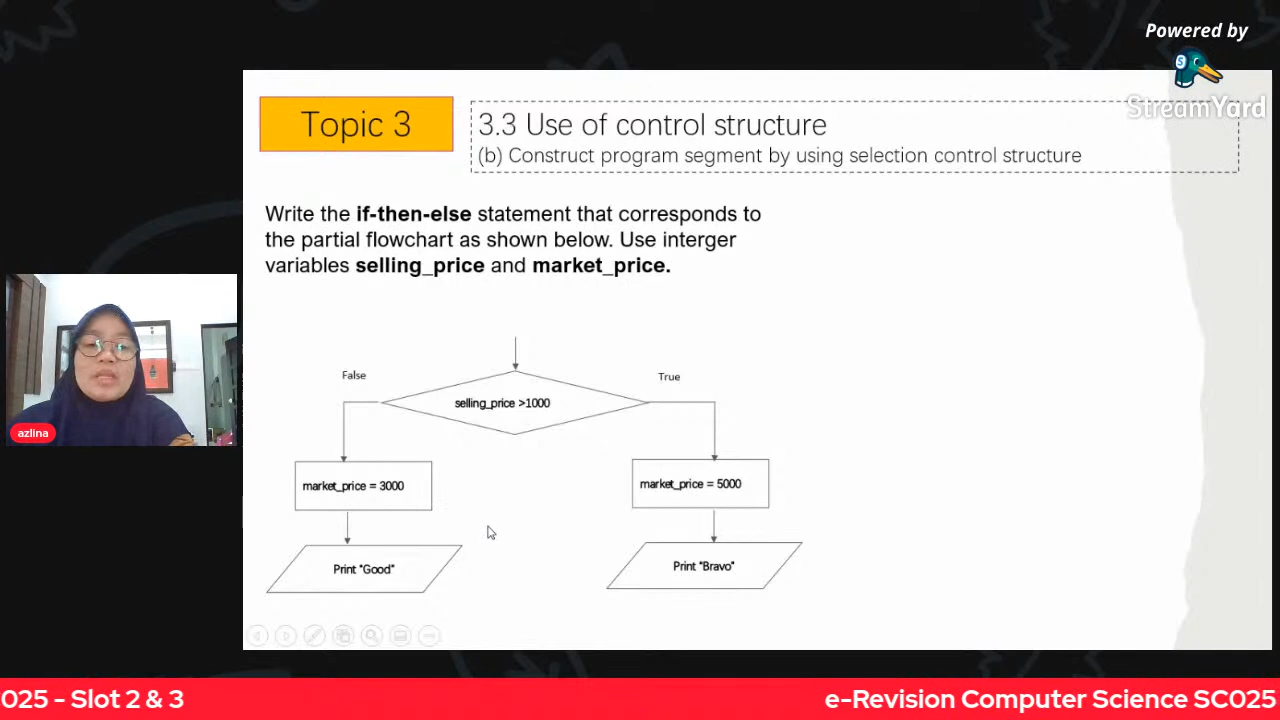 Powered by
StreamYard
Topic 3
3.3 Use of control structure
(b) Construct program segment by using selection control structure
Write the if-then-else statement that corresponds to
the partial flowchart as shown below. Use interger
variables selling_price and market_price.
False
True
selling_price >1000
market_price = 3000
market_price = 5000
Print "Good"
Print "Bravo"
azlina
025 - Slot 2 & 3
e-Revision Computer Science SC025